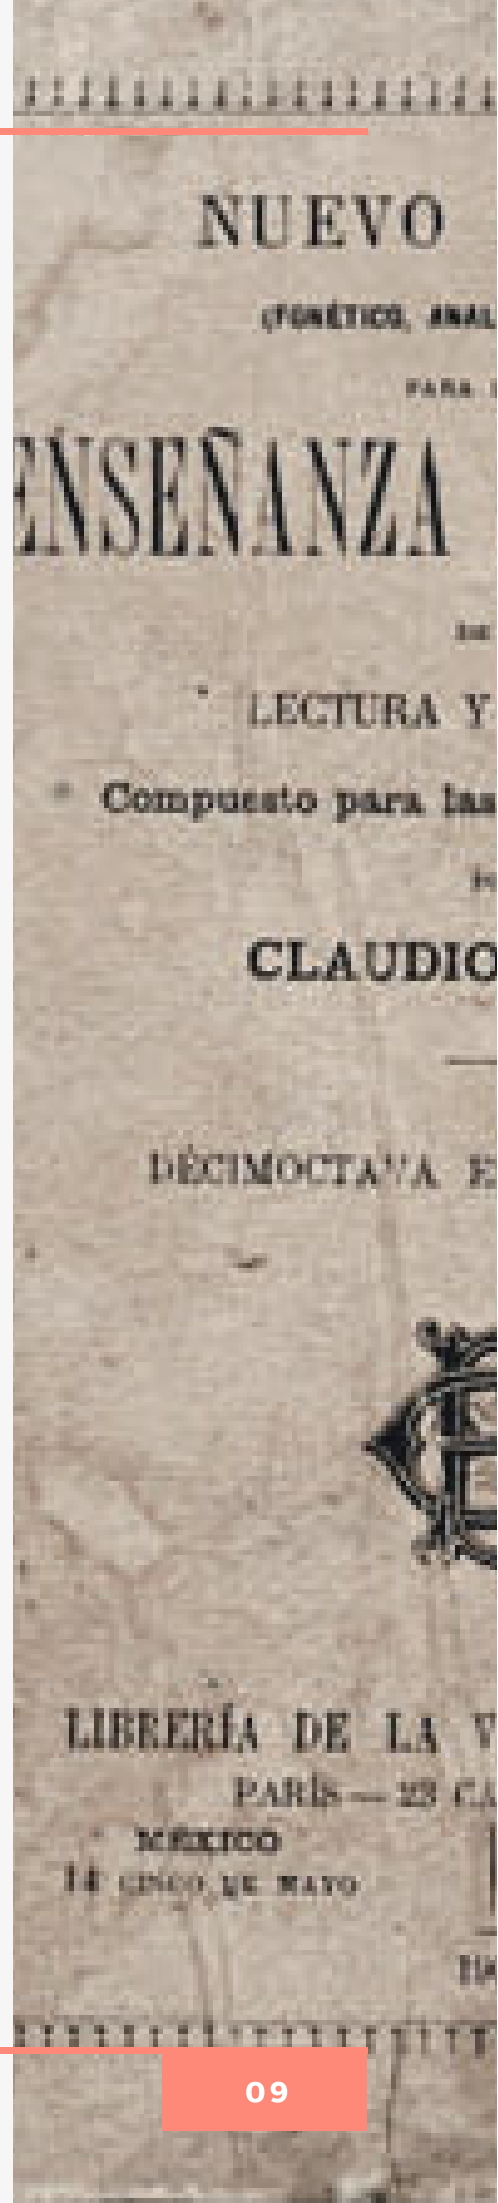 NUEVO
(FONÉTICO, ANAL
PARA
ENSEÑANZA
DE
LECTURA Y
Compuesto para las
CLAUDIO
DÉCIMOCTAVA E
LIBRERÍA DE LA V
PARÍS — 23 CA
MÉXICO
14 CINCO DE MAYO
09